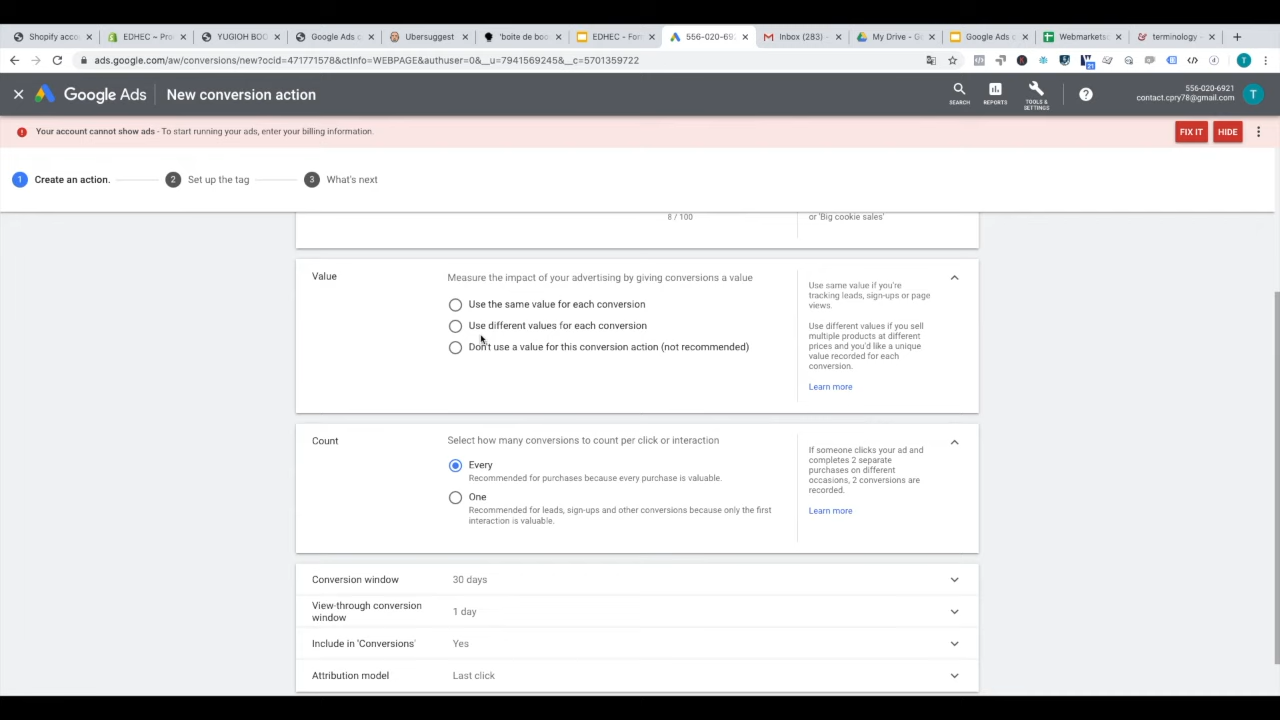 Shopify acco
EDHEC – Pro
YUGIOH BOO
Google Ads c
Ubersuggest
'boite de boo
EDHEC - For
556-020-69
Inbox (283) -
My Drive - G
Google Ads
Webmarkets
terminology
ads.google.com/aw/conversions/new?ocid=471771578&ctInfo=WEBPAGE&authuser=0&__u=7941569245&__c=5701359722
21
T
Google Ads
New conversion action
SEARCH
REPORTS
TOOLS & SETTINGS
556-020-6921
contact.cpry78@gmail.com
T
Your account cannot show ads - To start running your ads, enter your billing information.
FIX IT
HIDE
1 Create an action.
2 Set up the tag
3 What's next
8 / 100
or 'Big cookie sales'
Value
Measure the impact of your advertising by giving conversions a value
Use the same value for each conversion
Use different values for each conversion
Don't use a value for this conversion action (not recommended)
Use same value if you're
tracking leads, sign-ups or page
views.
Use different values if you sell
multiple products at different
prices and you'd like a unique
value recorded for each
conversion.
Learn more
Count
Select how many conversions to count per click or interaction
Every
Recommended for purchases because every purchase is valuable.
One
Recommended for leads, sign-ups and other conversions because only the first
interaction is valuable.
If someone clicks your ad and
completes 2 separate
purchases on different
occasions, 2 conversions are
recorded.
Learn more
Conversion window
30 days
View-through conversion
window
1 day
Include in 'Conversions'
Yes
Attribution model
Last click